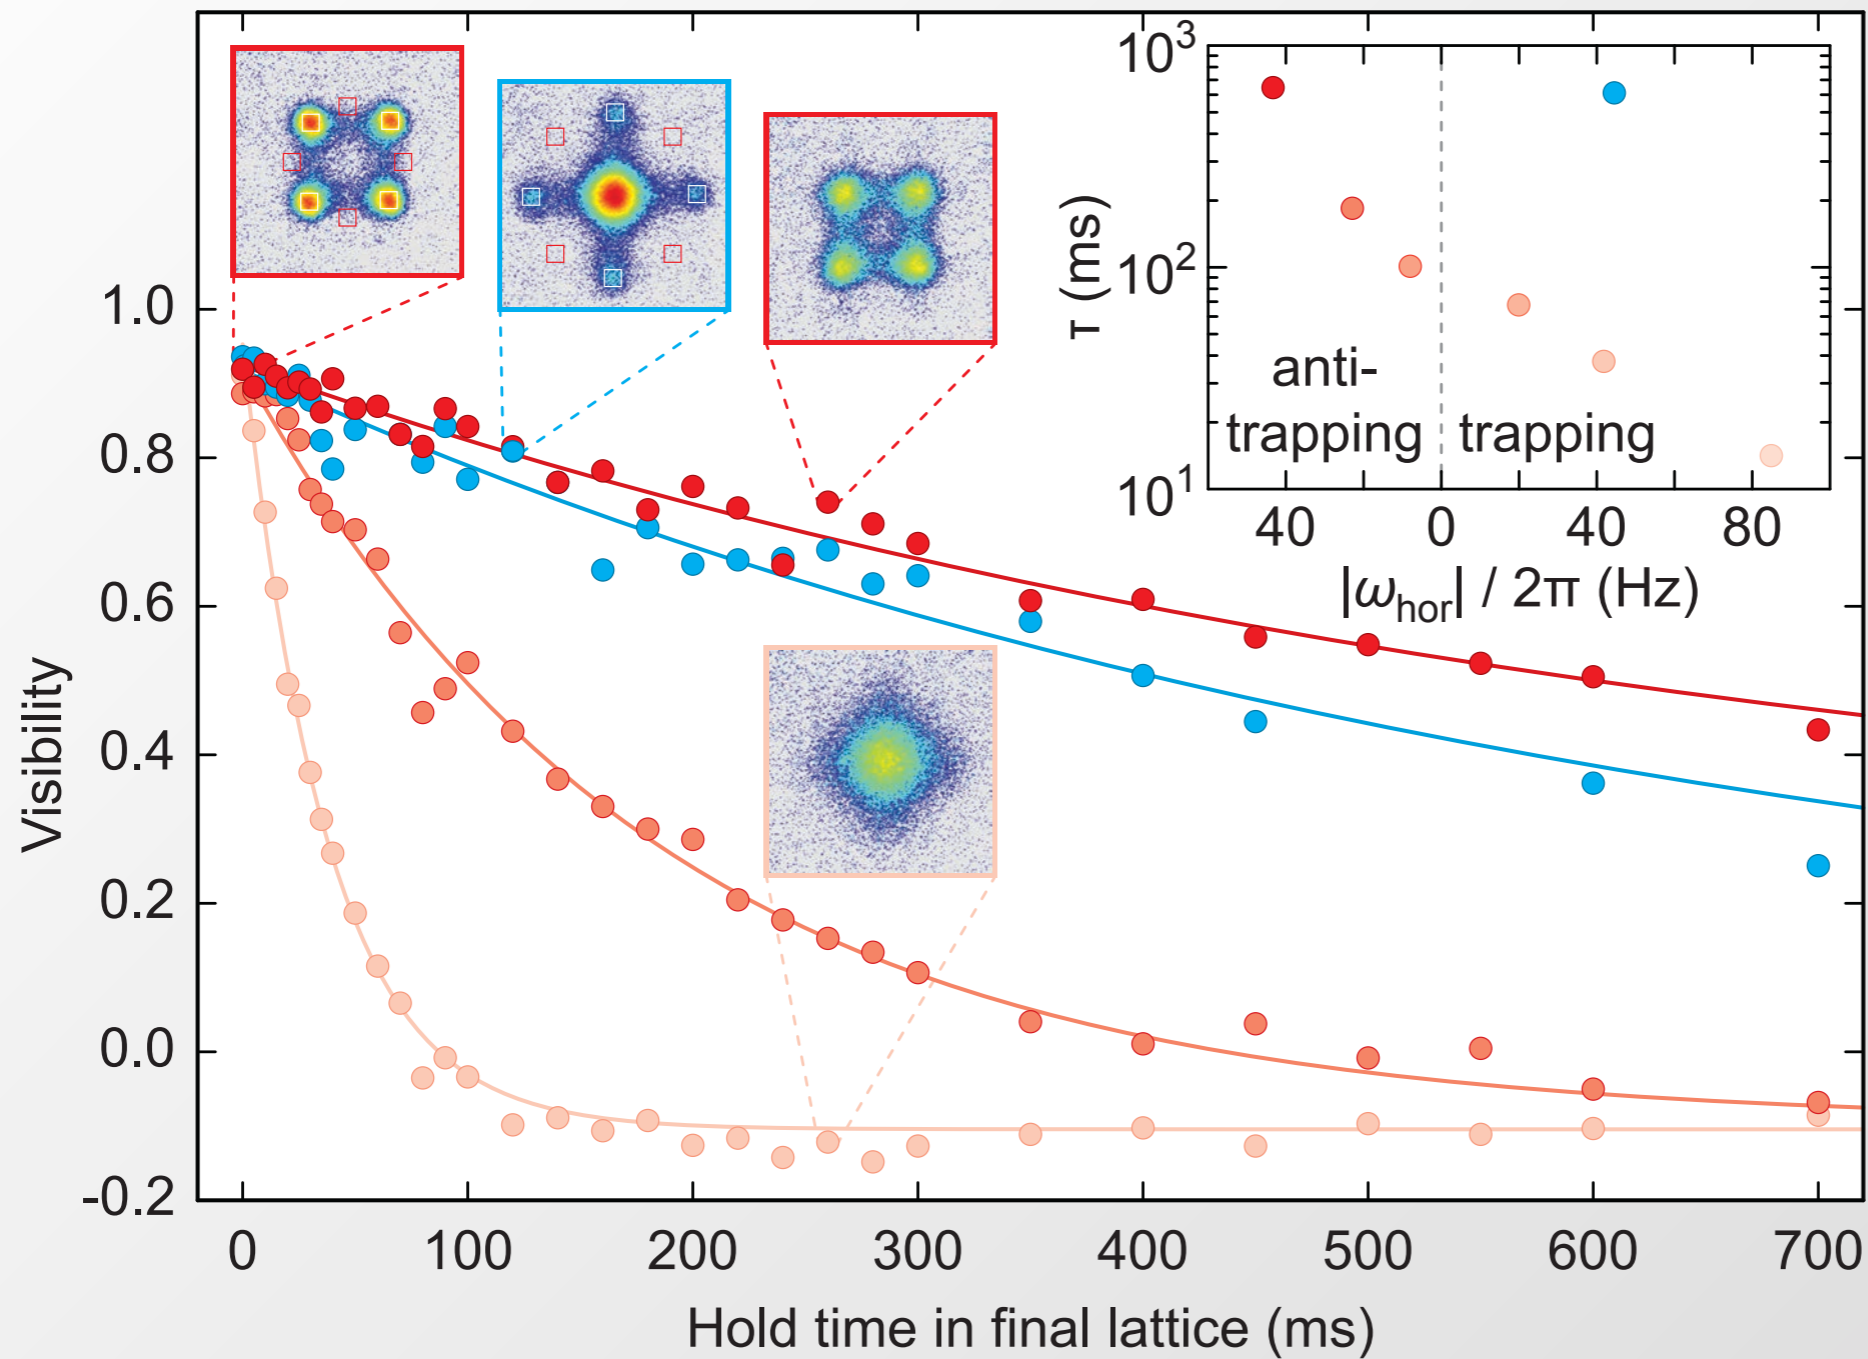 1.0
0.8
0.6
0.4
0.2
0.0
-0.2
Visibility
0 100 200 300 400 500 600 700
Hold time in final lattice (ms)
10³
10²
10¹
τ (ms)
anti-
trapping trapping
40 0 40 80
|ω_hor| / 2π (Hz)